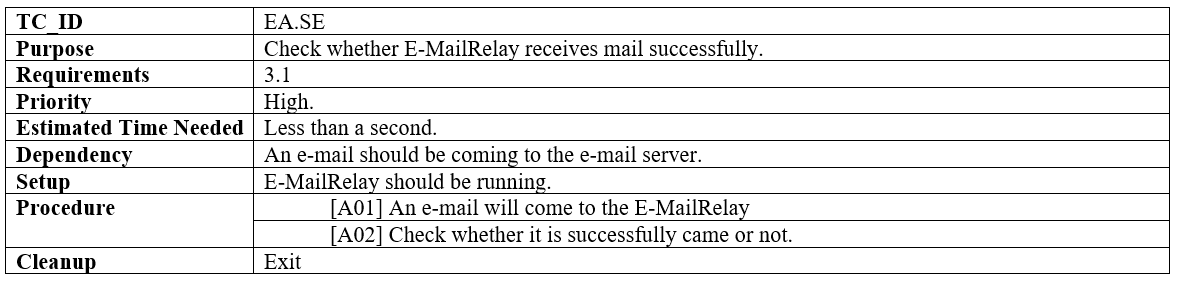 TC_ID EA.SE
Purpose Check whether E-MailRelay receives mail successfully.
Requirements 3.1
Priority High.
Estimated Time Needed Less than a second.
Dependency An e-mail should be coming to the e-mail server.
Setup E-MailRelay should be running.
Procedure [A01] An e-mail will come to the E-MailRelay
[A02] Check whether it is successfully came or not.
Cleanup Exit